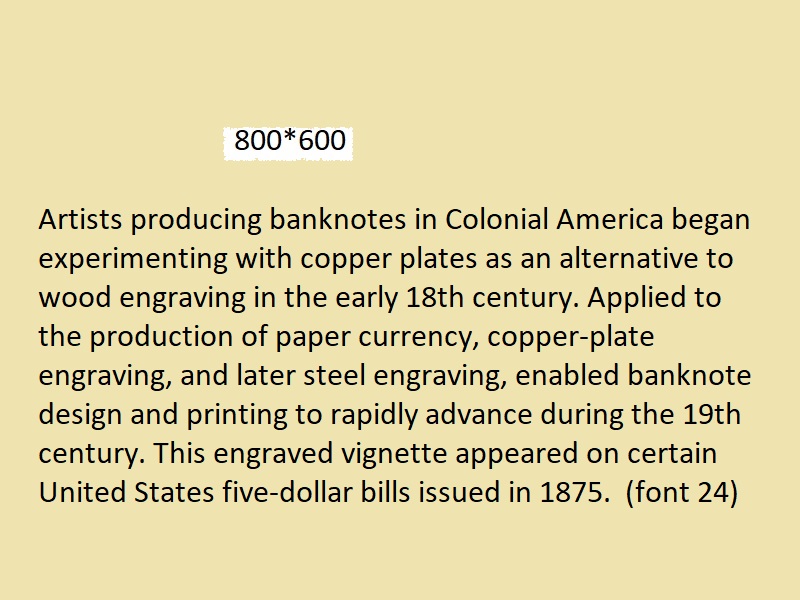 800*600
Artists producing banknotes in Colonial America began
experimenting with copper plates as an alternative to
wood engraving in the early 18th century. Applied to
the production of paper currency, copper-plate
engraving, and later steel engraving, enabled banknote
design and printing to rapidly advance during the 19th
century. This engraved vignette appeared on certain
United States five-dollar bills issued in 1875.  (font 24)